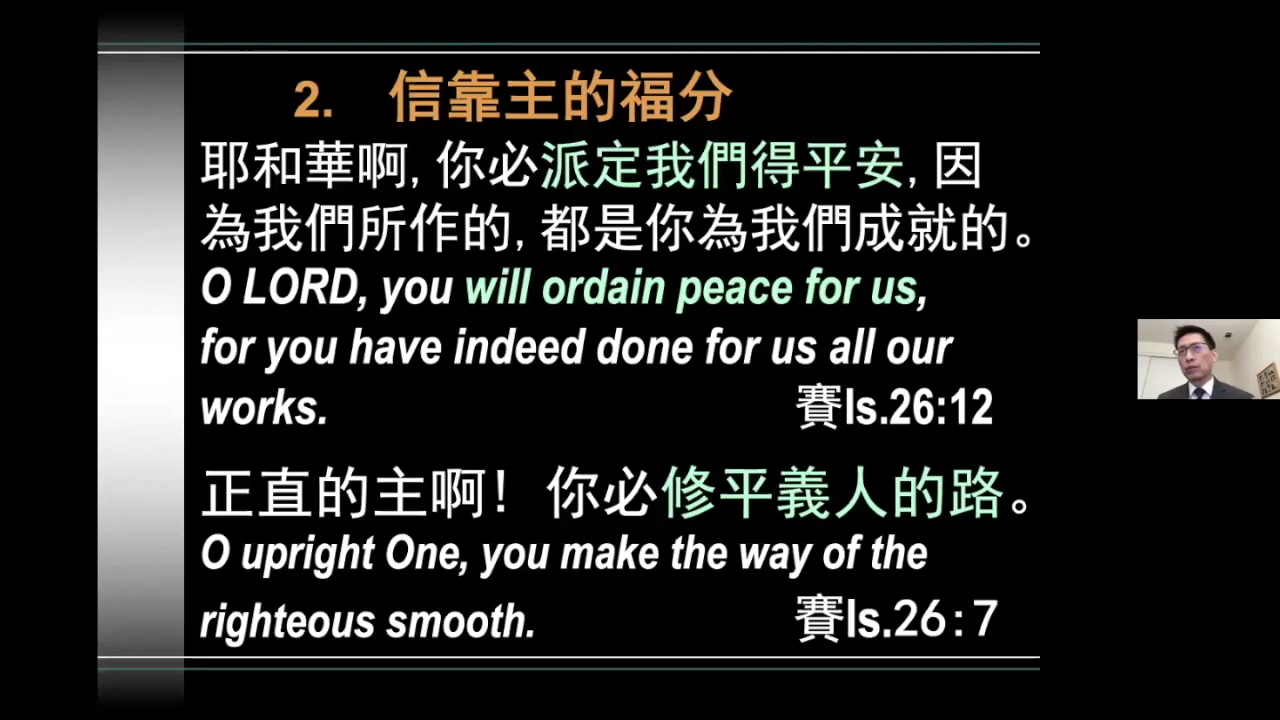 2. 信靠主的福分
耶和華啊, 你必派定我們得平安, 因
為我們所作的, 都是你為我們成就的。
O LORD, you will ordain peace for us,
for you have indeed done for us all our
works. 賽Is.26:12
正直的主啊! 你必修平義人的路。
O upright One, you make the way of the
righteous smooth. 賽Is.26:7